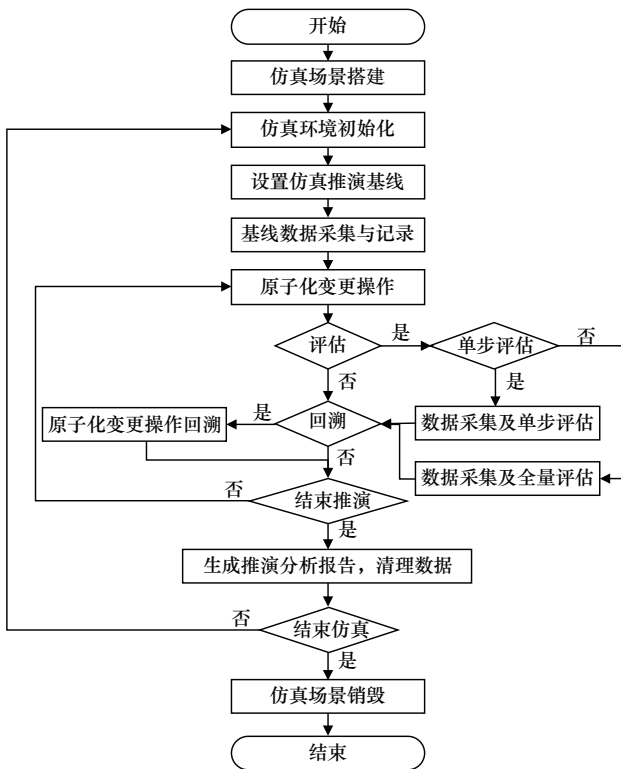 开始
仿真场景搭建
仿真环境初始化
设置仿真推演基线
基线数据采集与记录
原子化变更操作
评估
是
单步评估
否
否
是
原子化变更操作回溯
是
回溯
数据采集及单步评估
否
数据采集及全量评估
否
结束推演
是
生成推演分析报告，清理数据
否
结束仿真
是
仿真场景销毁
结束